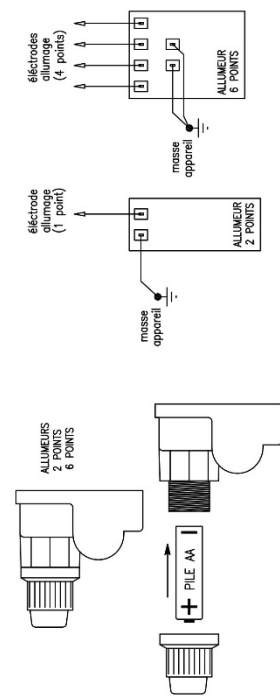 éléctrodes
allumage
(4 points)
masse
appareil
ALLUMEUR
6 POINTS
éléctrode
allumage
(1 point)
masse
appareil
ALLUMEUR
2 POINTS
ALLUMEURS
2 POINTS
6 POINTS
+ PILE AA −